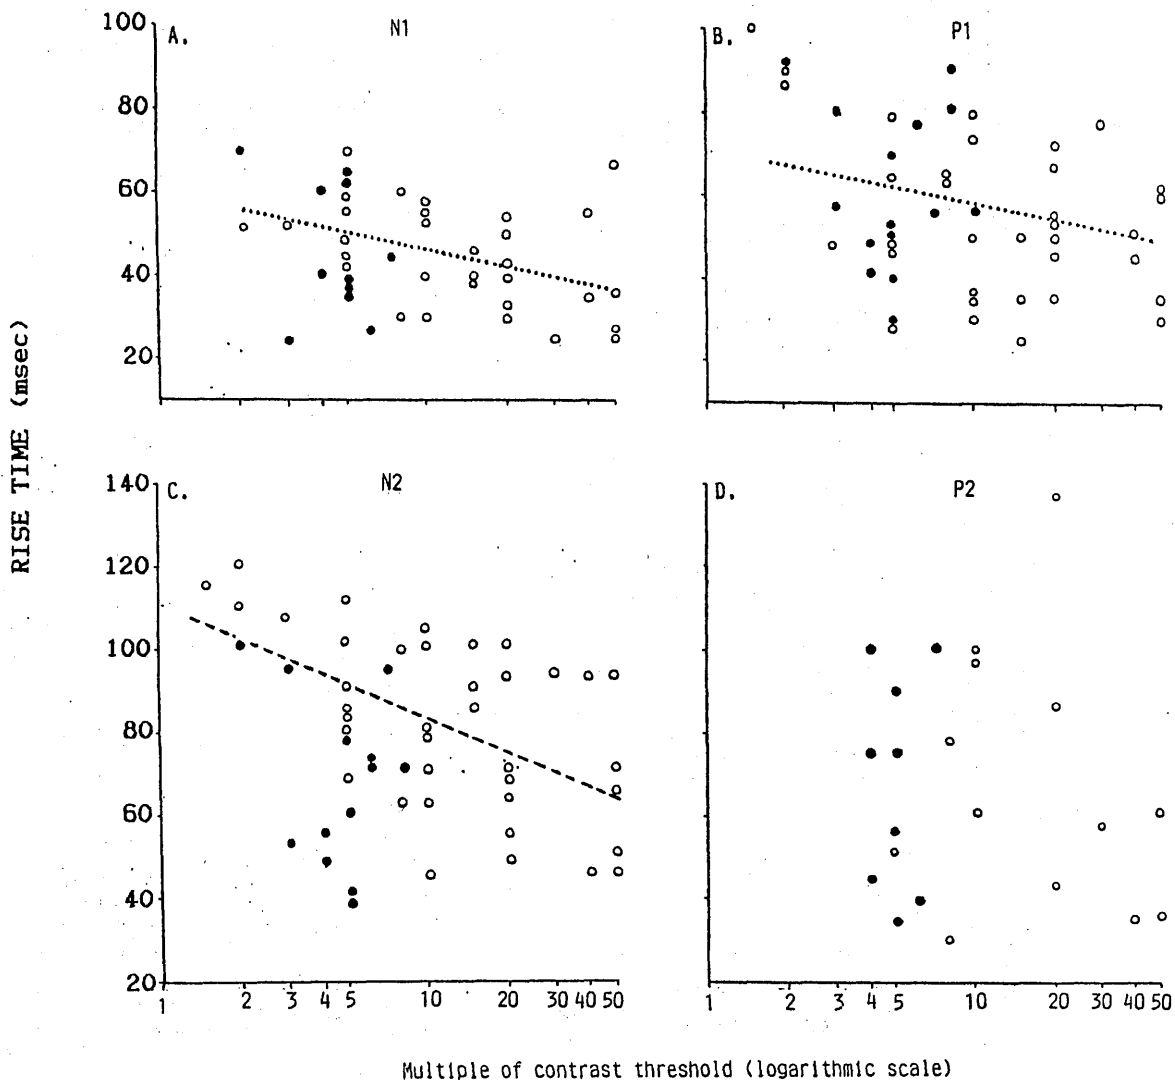 A. N1
B. P1
100
80
60
40
20
RISE TIME (msec)
C. N2
D. P2
140
120
100
80
60
40
20
1 2 3 4 5 10 20 30 40 50
1 2 3 4 5 10 20 30 40 50
Multiple of contrast threshold (logarithmic scale)